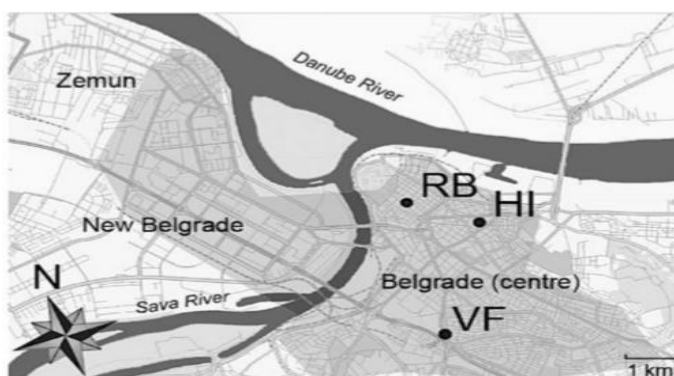 Zemun
Danube River
RB
HI
New Belgrade
N
Belgrade (centre)
Sava River
VF
1 km